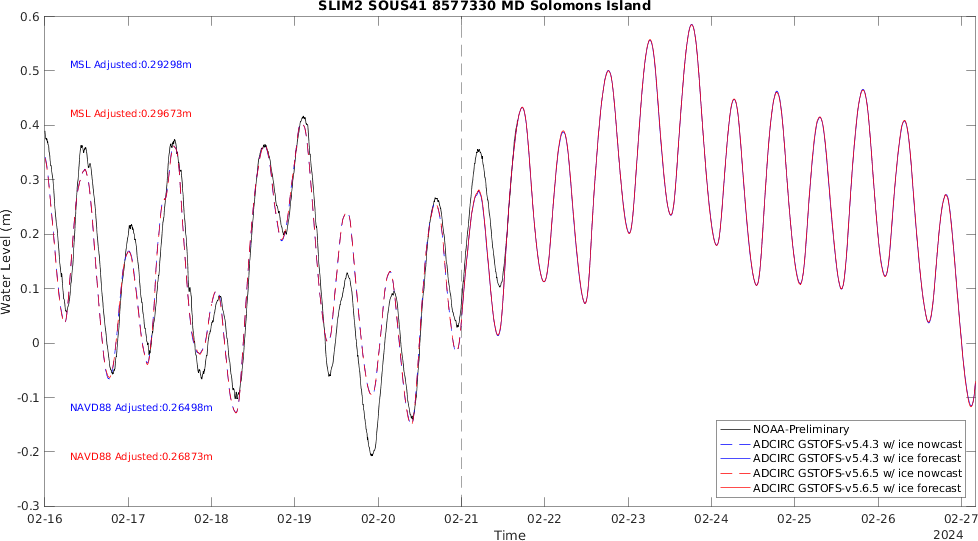 SLIM2 SOUS41 8577330 MD Solomons Island
0.6
0.5
0.4
0.3
0.2
0.1
0
-0.1
-0.2
-0.3
Water Level (m)
MSL Adjusted:0.29298m
MSL Adjusted:0.29673m
NAVD88 Adjusted:0.26498m
NAVD88 Adjusted:0.26873m
NOAA-Preliminary
ADCIRC GSTOFS-v5.4.3 w/ ice nowcast
ADCIRC GSTOFS-v5.4.3 w/ ice forecast
ADCIRC GSTOFS-v5.6.5 w/ ice nowcast
ADCIRC GSTOFS-v5.6.5 w/ ice forecast
02-16 02-17 02-18 02-19 02-20 02-21 02-22 02-23 02-24 02-25 02-26 02-27
Time
2024